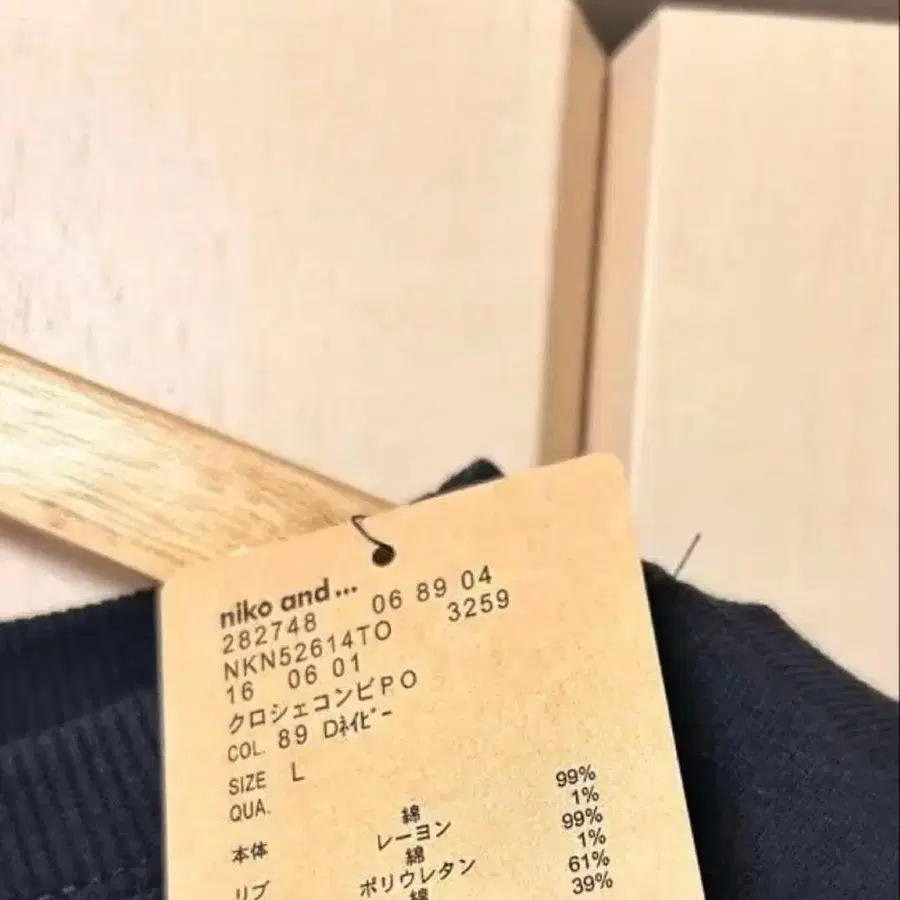 niko and...
282748 06 89 04
NKN52614TO 3259
16 06 01
クロシェコンビPO
COL. 89 Dﾈｲﾋﾞｰ
SIZE L
QUA.
本体 綿 99%
レーヨン 1%
リブ 綿 99%
ポリウレタン 1%
綿 61%
39%